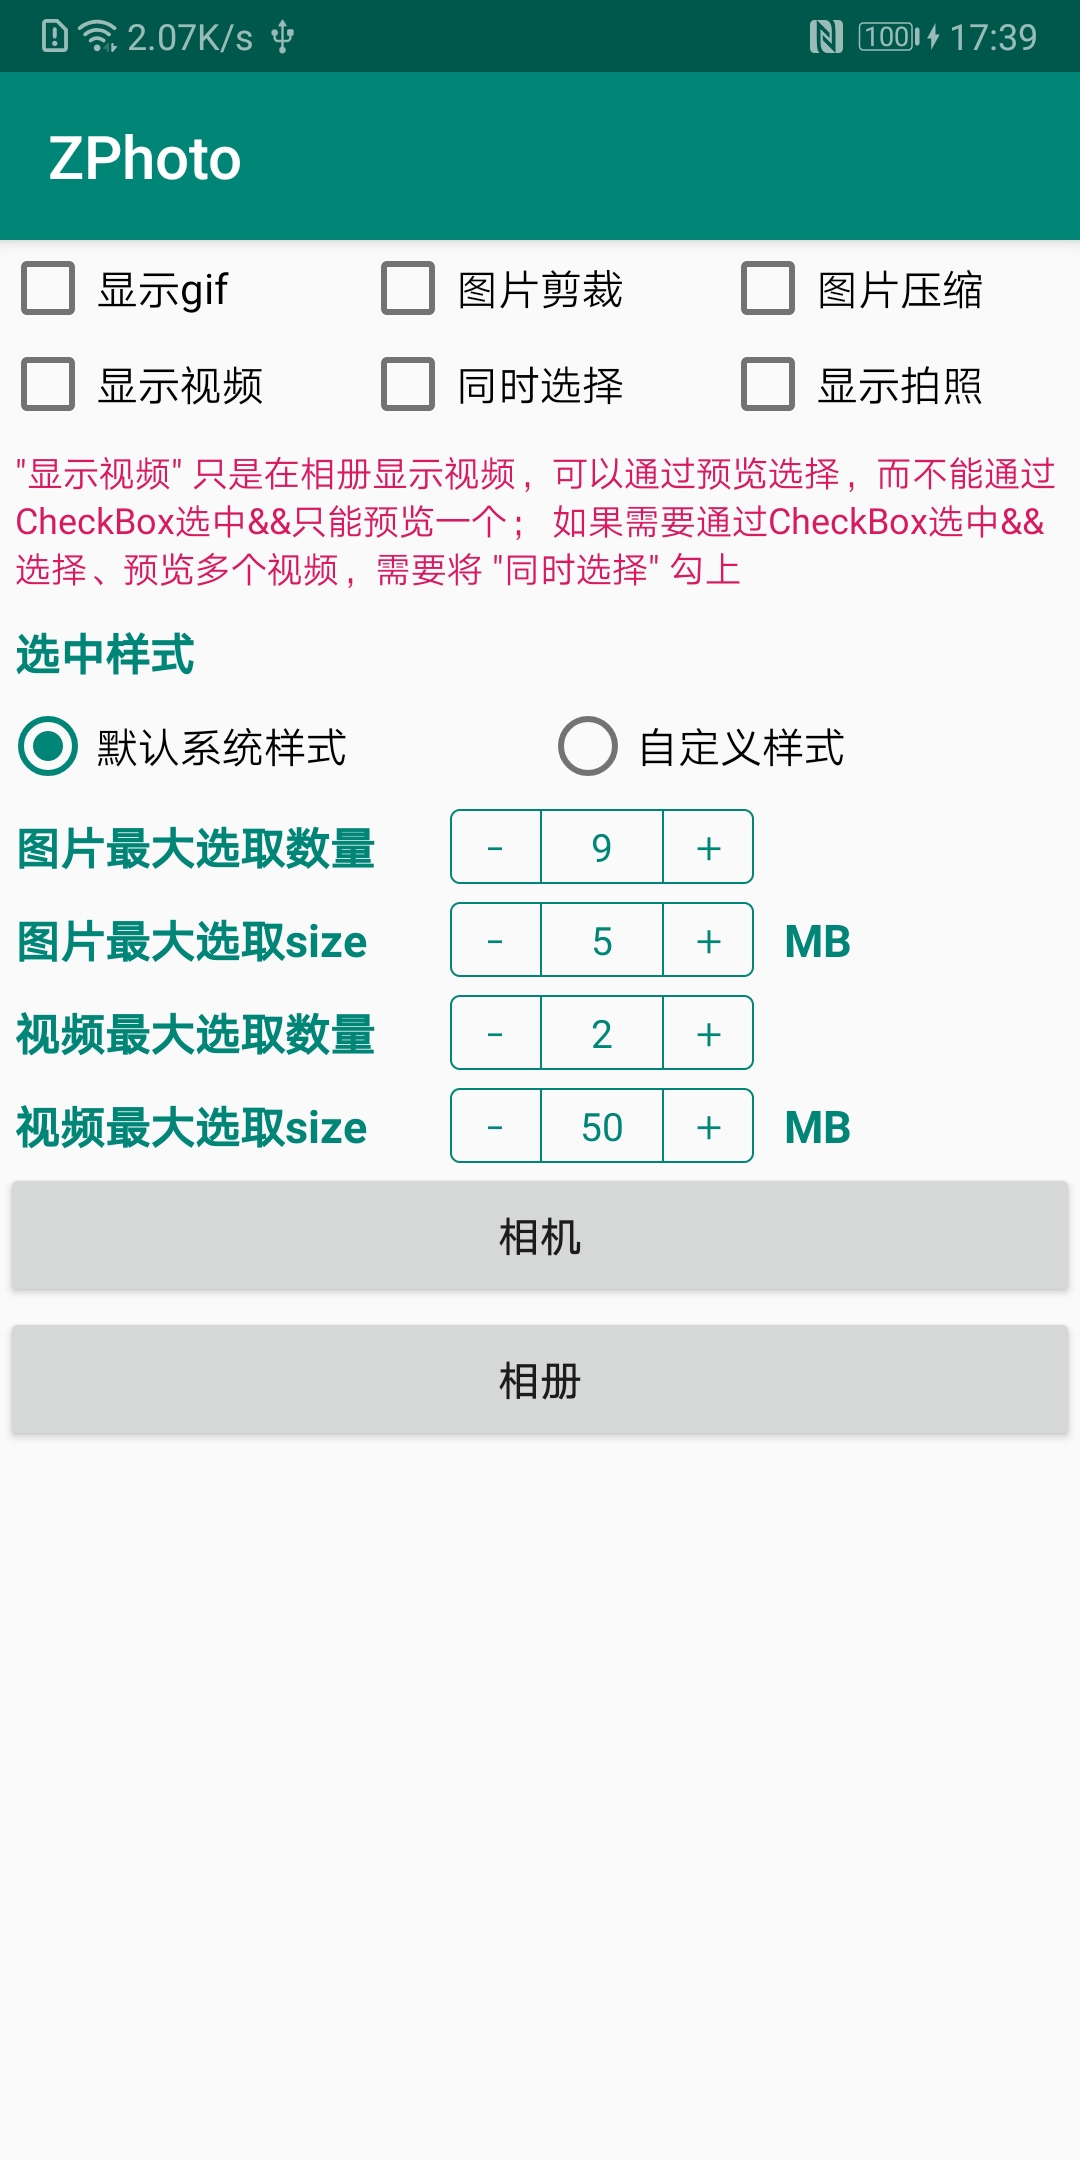 2.07K/s 100 17:39
ZPhoto
显示gif 图片剪裁 图片压缩
显示视频 同时选择 显示拍照
"显示视频" 只是在相册显示视频，可以通过预览选择，而不能通过
CheckBox选中&&只能预览一个； 如果需要通过CheckBox选中&&
选择、预览多个视频，需要将 "同时选择" 勾上
选中样式
默认系统样式 自定义样式
图片最大选取数量 - 9 +
图片最大选取size - 5 + MB
视频最大选取数量 - 2 +
视频最大选取size - 50 + MB
相机
相册